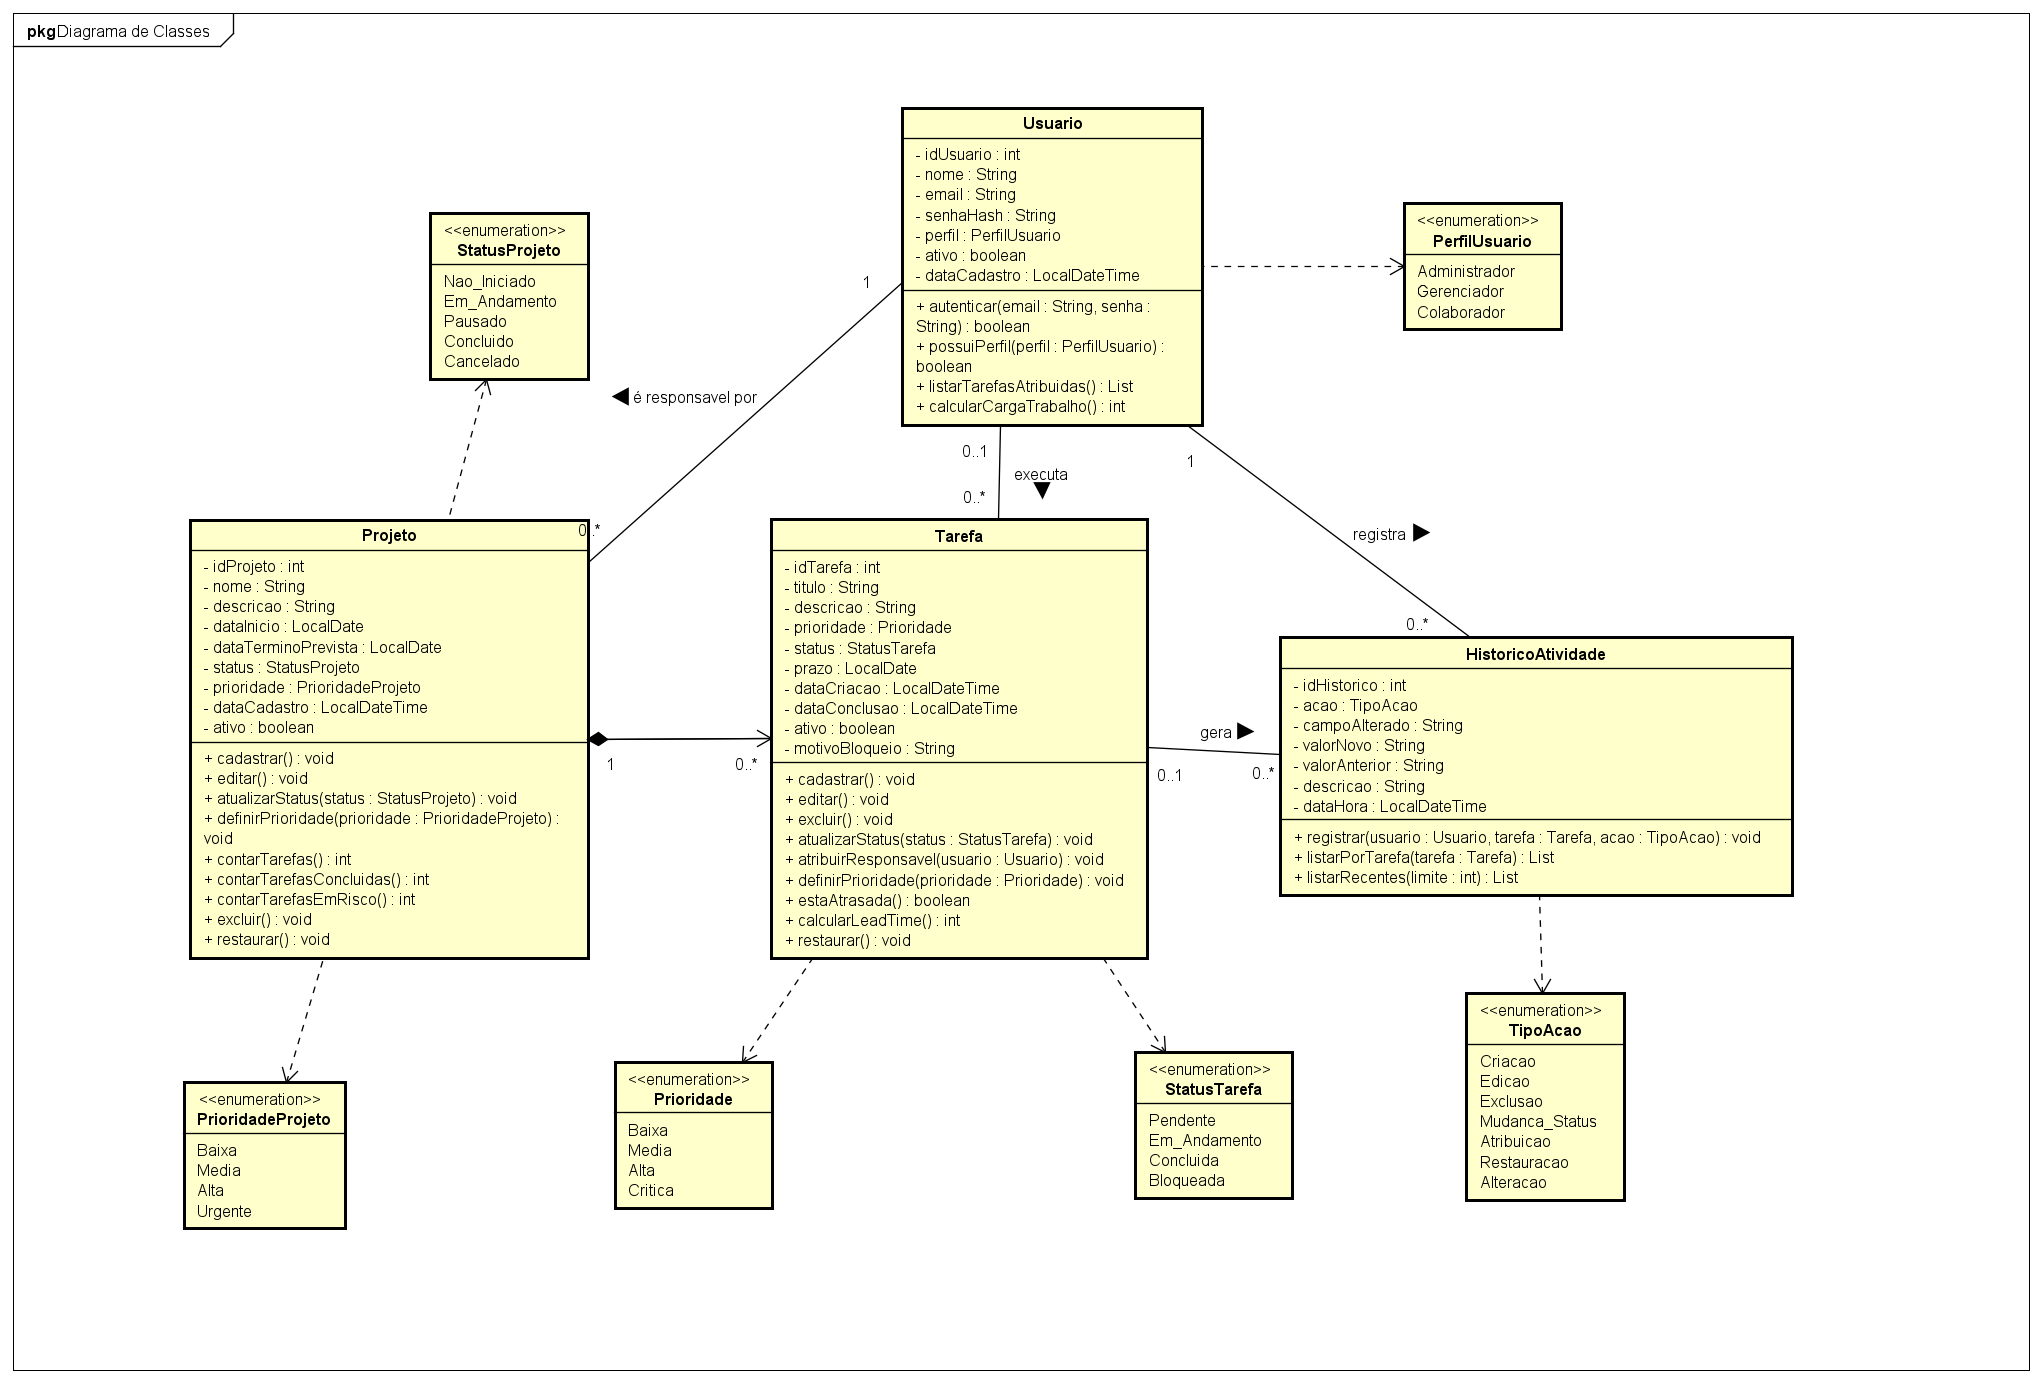 pkg Diagrama de Classes
Usuario
- idUsuario : int
- nome : String
- email : String
- senhaHash : String
- perfil : PerfilUsuario
- ativo : boolean
- dataCadastro : LocalDateTime
+ autenticar(email : String, senha :
String) : boolean
+ possuiPerfil(perfil : PerfilUsuario) :
boolean
+ listarTarefasAtribuidas() : List
+ calcularCargaTrabalho() : int
<<enumeration>>
PerfilUsuario
Administrador
Gerenciador
Colaborador
<<enumeration>>
StatusProjeto
Nao_Iniciado
Em_Andamento
Pausado
Concluido
Cancelado
1
é responsavel por
0..*
0..1
executa
0..*
1
registra
0..*
Projeto
- idProjeto : int
- nome : String
- descricao : String
- dataInicio : LocalDate
- dataTerminoPrevista : LocalDate
- status : StatusProjeto
- prioridade : PrioridadeProjeto
- dataCadastro : LocalDateTime
- ativo : boolean
+ cadastrar() : void
+ editar() : void
+ atualizarStatus(status : StatusProjeto) : void
+ definirPrioridade(prioridade : PrioridadeProjeto) :
void
+ contarTarefas() : int
+ contarTarefasConcluidas() : int
+ contarTarefasEmRisco() : int
+ excluir() : void
+ restaurar() : void
1
0..*
Tarefa
- idTarefa : int
- titulo : String
- descricao : String
- prioridade : Prioridade
- status : StatusTarefa
- prazo : LocalDate
- dataCriacao : LocalDateTime
- dataConclusao : LocalDateTime
- ativo : boolean
- motivoBloqueio : String
+ cadastrar() : void
+ editar() : void
+ excluir() : void
+ atualizarStatus(status : StatusTarefa) : void
+ atribuirResponsavel(usuario : Usuario) : void
+ definirPrioridade(prioridade : Prioridade) : void
+ estaAtrasada() : boolean
+ calcularLeadTime() : int
+ restaurar() : void
gera
0..1
0..*
HistoricoAtividade
- idHistorico : int
- acao : TipoAcao
- campoAlterado : String
- valorNovo : String
- valorAnterior : String
- descricao : String
- dataHora : LocalDateTime
+ registrar(usuario : Usuario, tarefa : Tarefa, acao : TipoAcao) : void
+ listarPorTarefa(tarefa : Tarefa) : List
+ listarRecentes(limite : int) : List
<<enumeration>>
PrioridadeProjeto
Baixa
Media
Alta
Urgente
<<enumeration>>
Prioridade
Baixa
Media
Alta
Critica
<<enumeration>>
StatusTarefa
Pendente
Em_Andamento
Concluida
Bloqueada
<<enumeration>>
TipoAcao
Criacao
Edicao
Exclusao
Mudanca_Status
Atribuicao
Restauracao
Alteracao